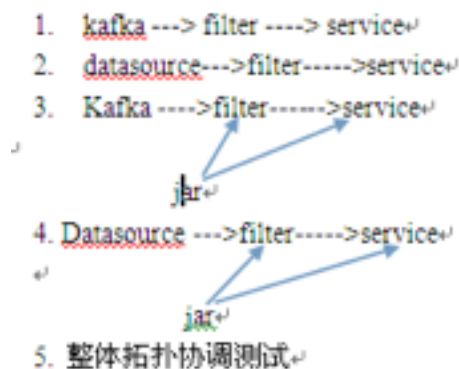 1. kafka ---> filter ----> service
2. datasource--->filter----->service
3. Kafka ---->filter------>service
jar
4. Datasource --->filter----->service
jar
5. 整体拓扑协调测试